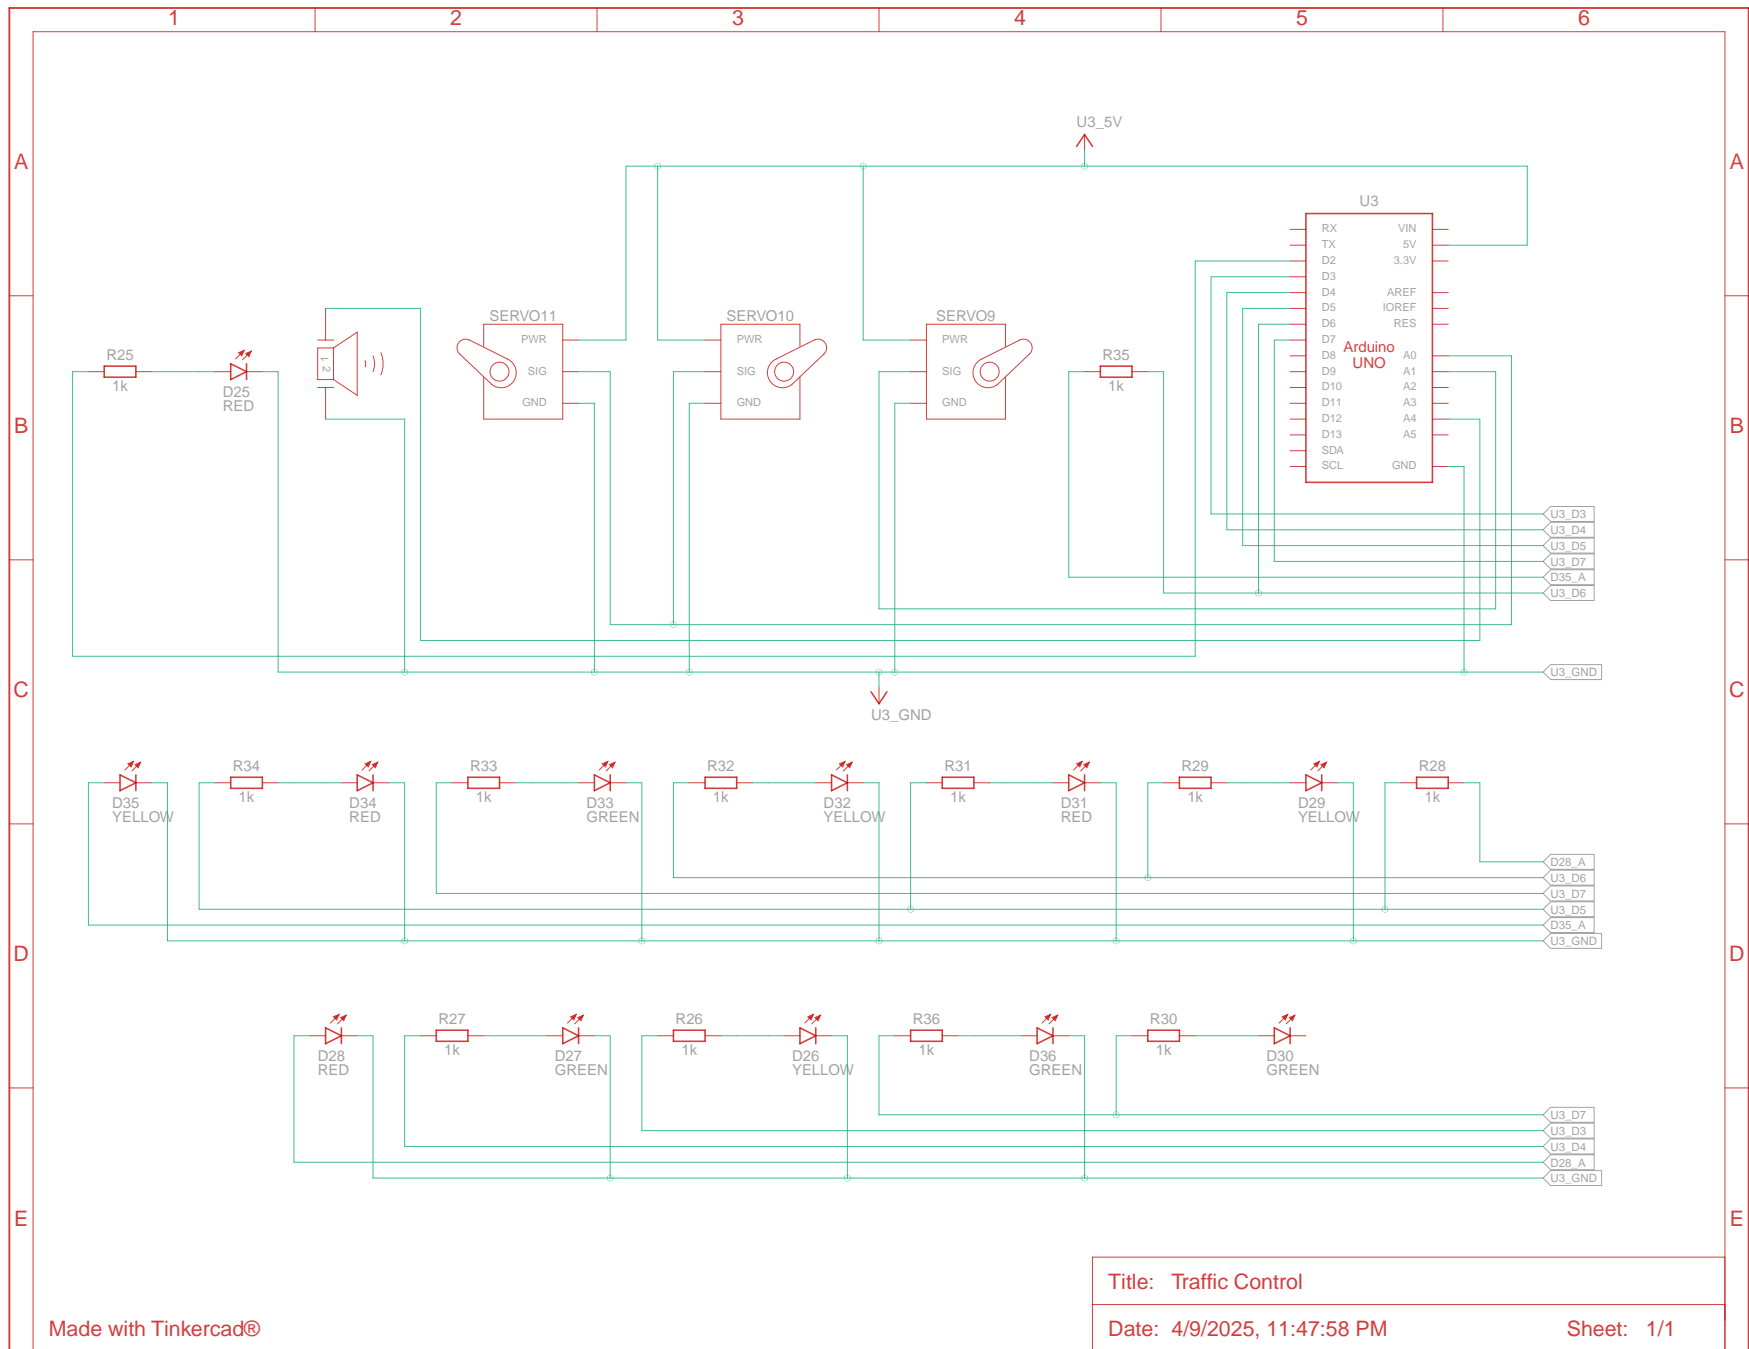 1 2 3 4 5 6
U3_5V
A A
U3
RX VIN
TX 5V
D2 3.3V
D3
D4 AREF
D5 IOREF
D6 RES
D7
Arduino
UNO
D8 A0
D9 A1
D10 A2
D11 A3
D12 A4
D13 A5
SDA
SCL GND
SERVO11 SERVO10 SERVO9
PWR PWR PWR
SIG SIG SIG
GND GND GND
R25
1k
D25
RED
1 2
R35
1k
B B
U3_D3
U3_D4
U3_D5
U3_D7
D35_A
U3_D6
U3_GND
C C
U3_GND
R34 R33 R32 R31 R29 R28
1k 1k 1k 1k 1k 1k
D35 D34 D33 D32 D31 D29
YELLOW RED GREEN YELLOW RED YELLOW
D28_A
U3_D6
U3_D7
U3_D5
D35_A
U3_GND
D D
R27 R26 R36 R30
1k 1k 1k 1k
D28 D27 D26 D36 D30
RED GREEN YELLOW GREEN GREEN
U3_D7
U3_D3
U3_D4
D28_A
U3_GND
E E
Title: Traffic Control
Made with Tinkercad®
Date: 4/9/2025, 11:47:58 PM Sheet: 1/1